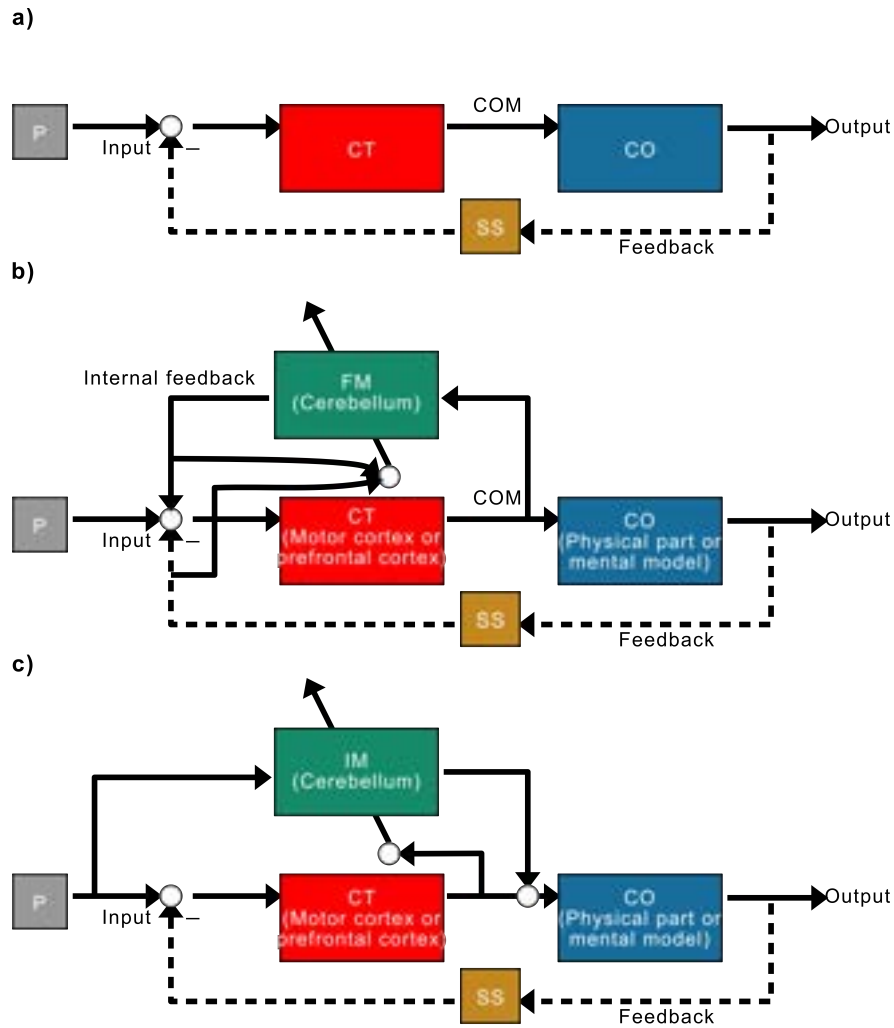 a)
P
Input
–
CT
COM
CO
Output
SS
Feedback
b)
FM
(Cerebellum)
Internal feedback
P
Input
–
CT
(Motor cortex or
prefrontal cortex)
COM
CO
(Physical part or
mental model)
Output
SS
Feedback
c)
IM
(Cerebellum)
P
Input
–
CT
(Motor cortex or
prefrontal cortex)
CO
(Physical part or
mental model)
Output
SS
Feedback